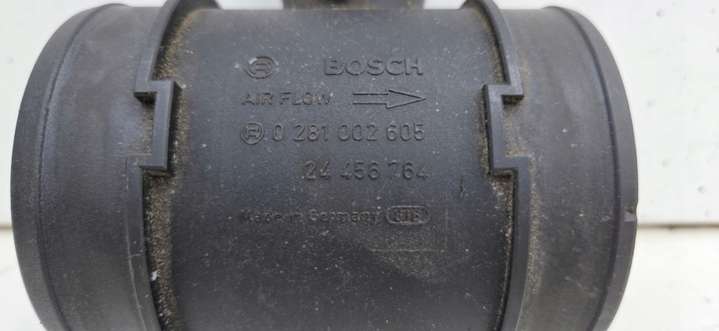 BOSCH
AIR FLOW
0 281 002 605
24 456 764
Made in Germany